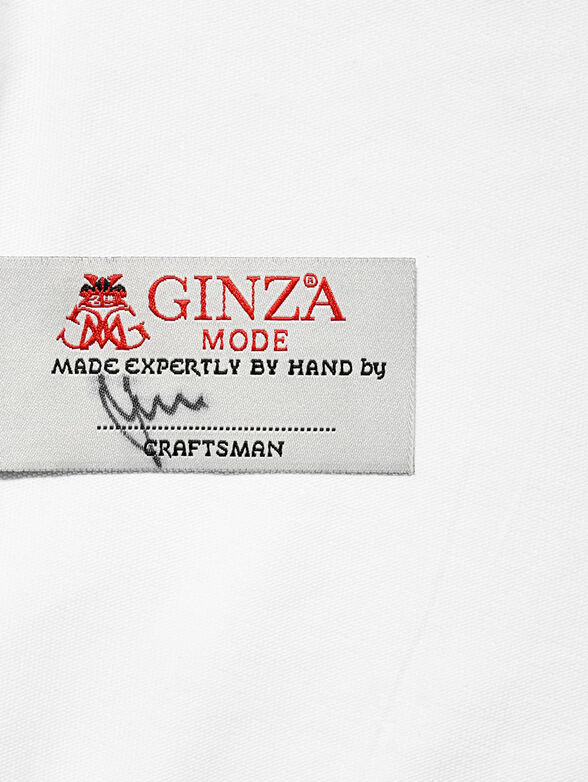 GINZA®
MODE
MADE EXPERTLY BY HAND by
CRAFTSMAN